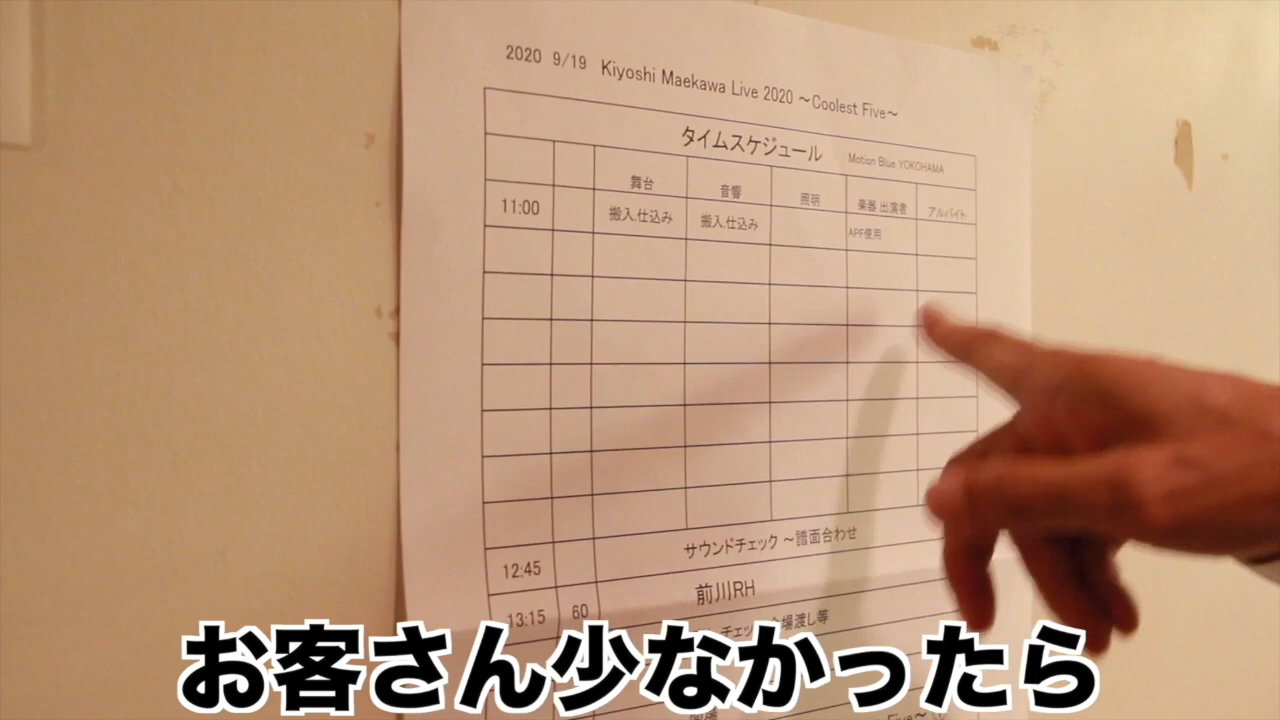 2020 9/19 Kiyoshi Maekawa Live 2020 ～Coolest Five～
タイムスケジュール Motion Blue YOKOHAMA
舞台 音響 照明 楽器 出演者 アルバイト
11:00 搬入,仕込み 搬入,仕込み APF使用
12:45 サウンドチェック ～譜面合わせ
13:15 60 前川RH
場渡し等
お客さん少なかったら